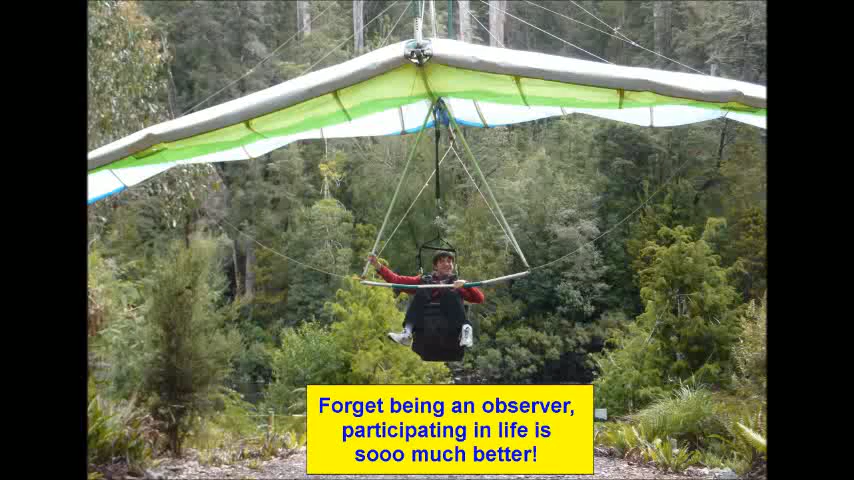 Forget being an observer,
participating in life is
sooo much better!